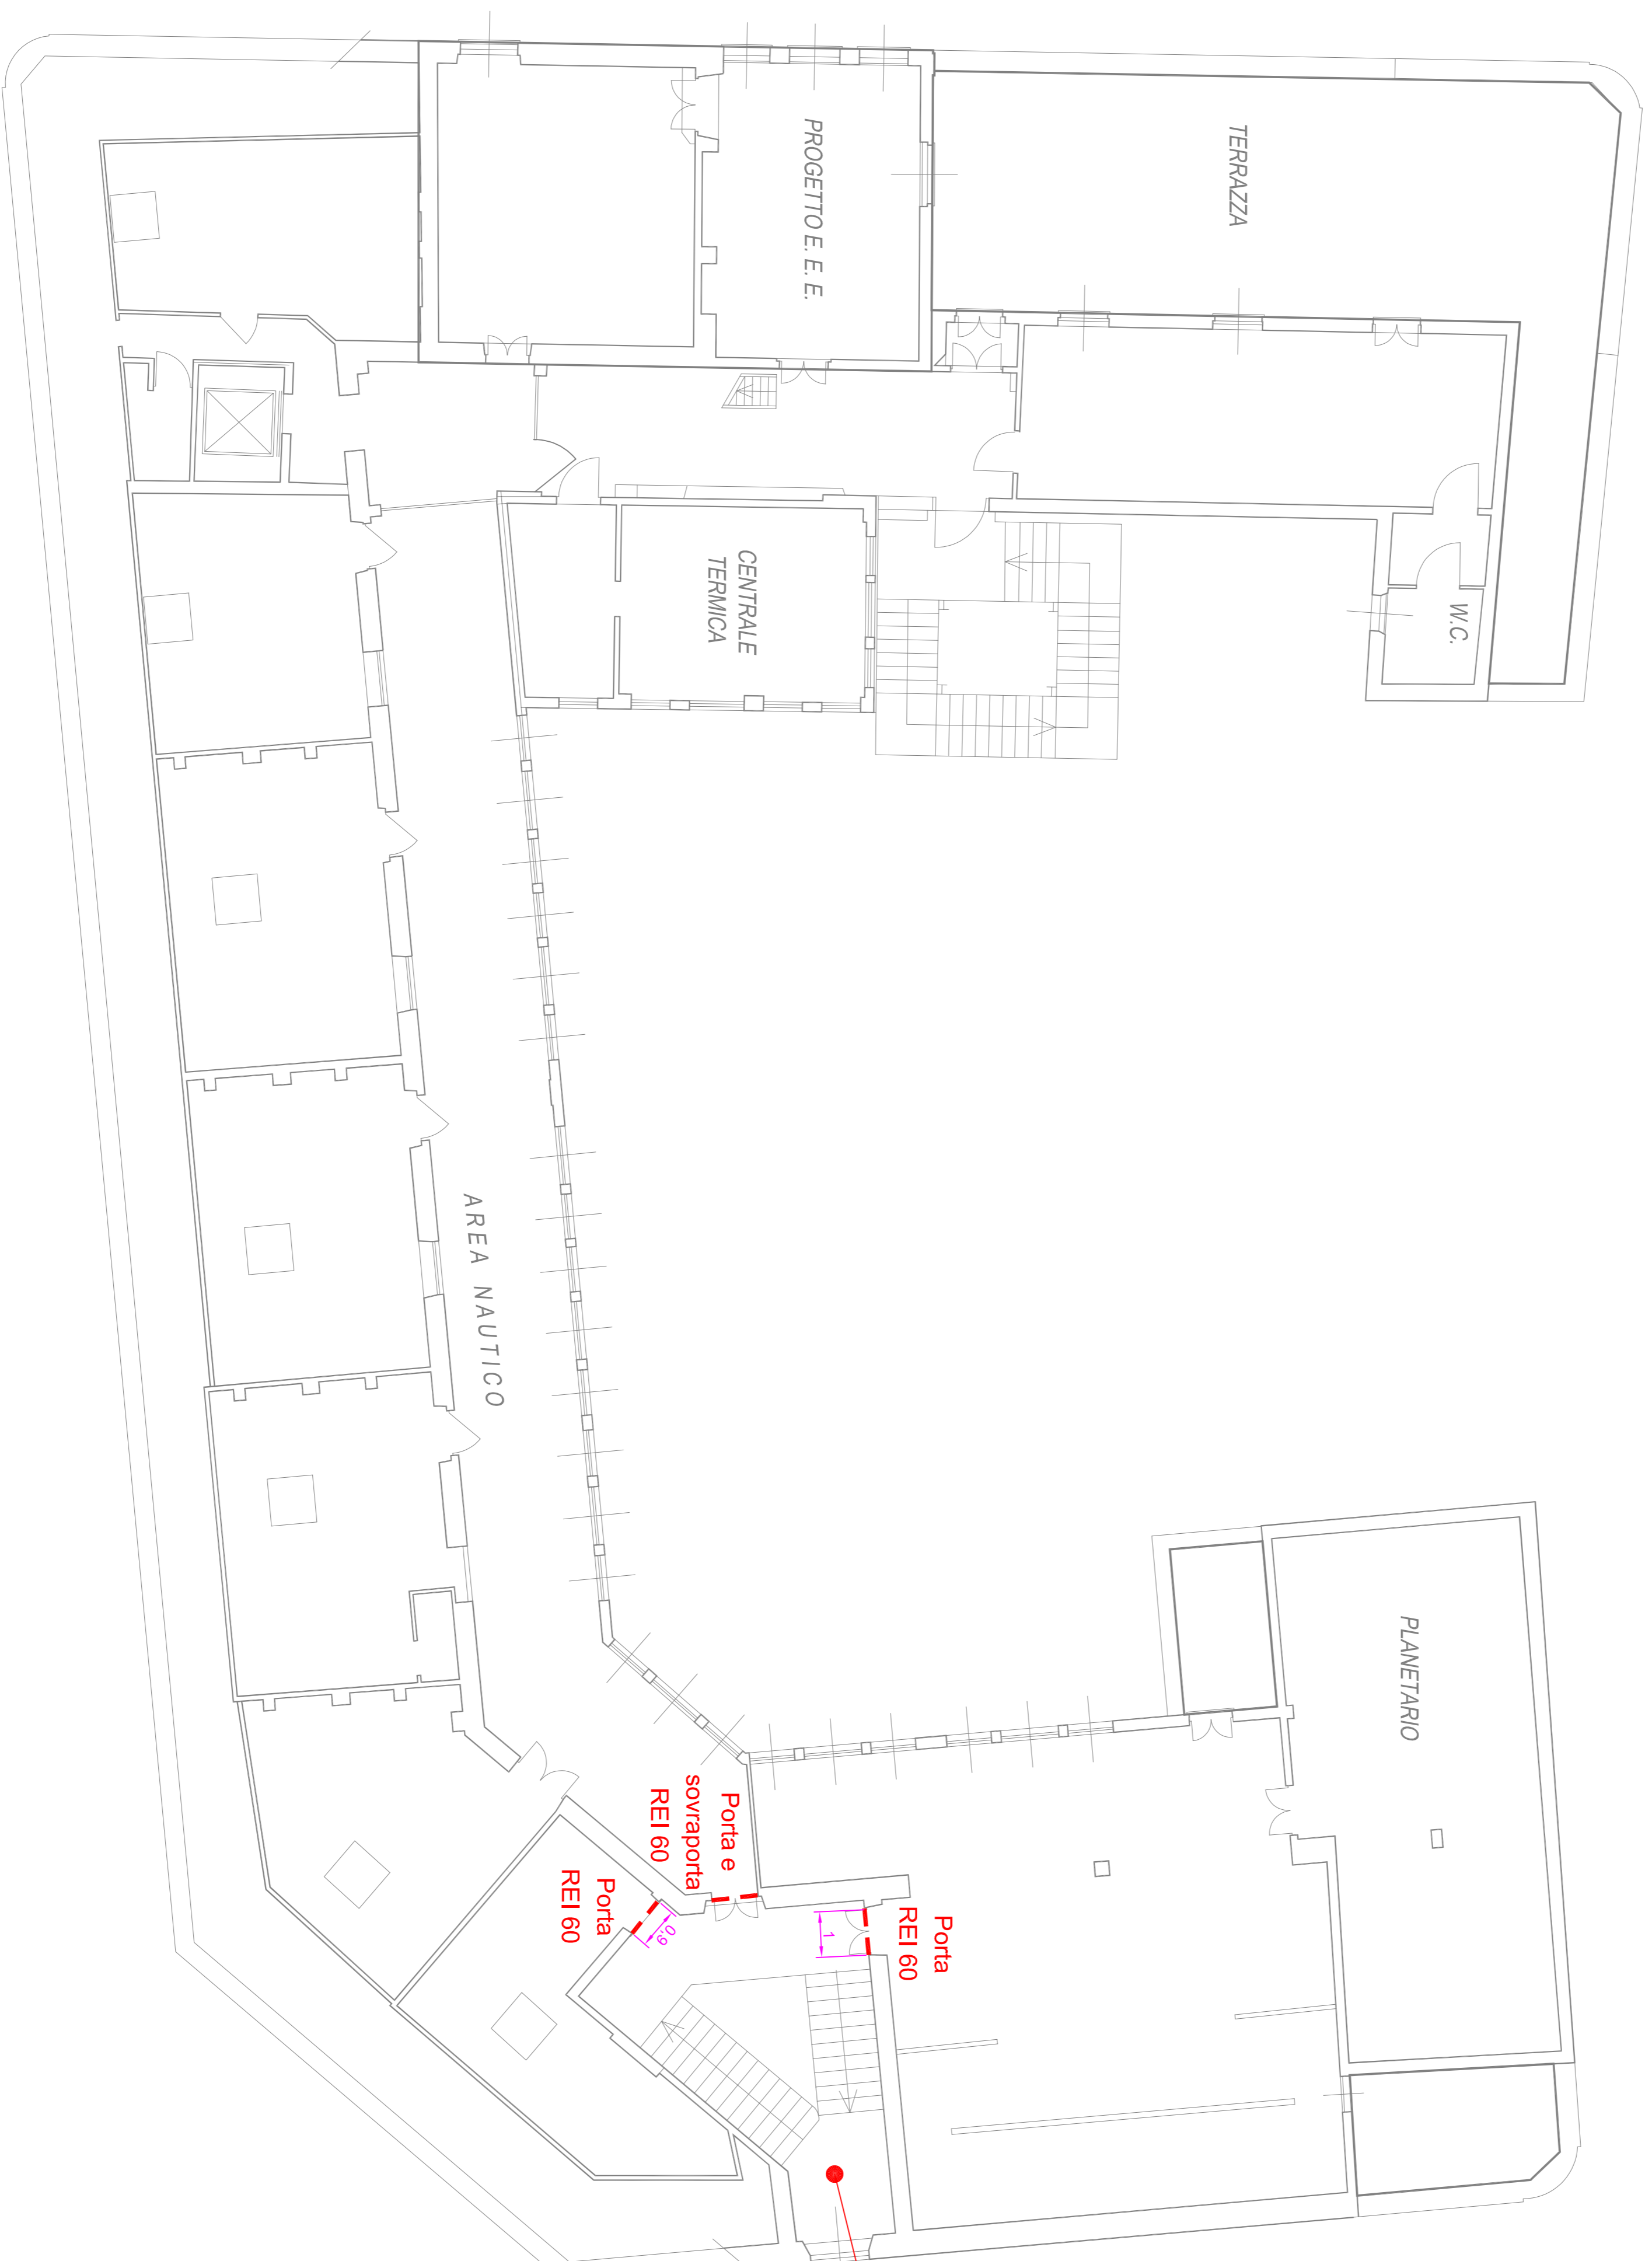 TERRAZZA
PROGETTO E. E. E.
W.C.
CENTRALE
TERMICA
AREA NAUTICO
PLANETARIO
Porta e
sovraporta
REI 60
Porta
REI 60
0,9
Porta
REI 60
1